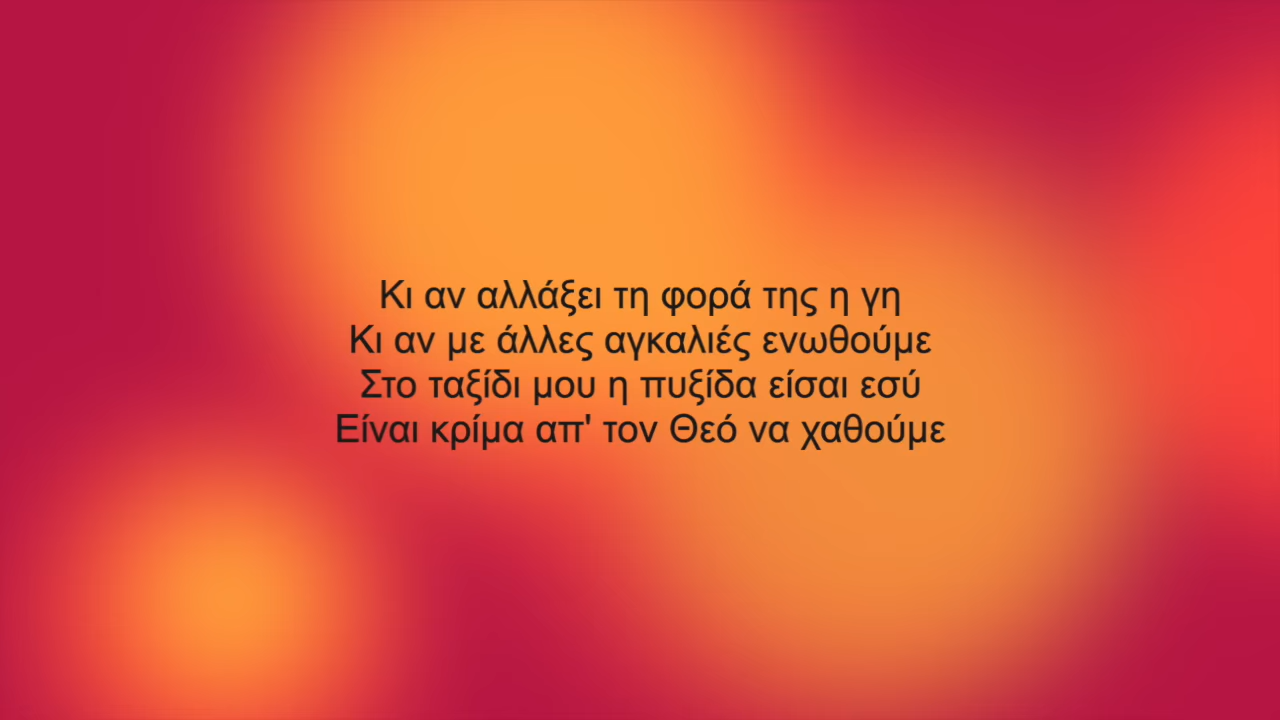 Κι αν αλλάξει τη φορά της η γη
Κι αν με άλλες αγκαλιές ενωθούμε
Στο ταξίδι μου η πυξίδα είσαι εσύ
Είναι κρίμα απ' τον Θεό να χαθούμε